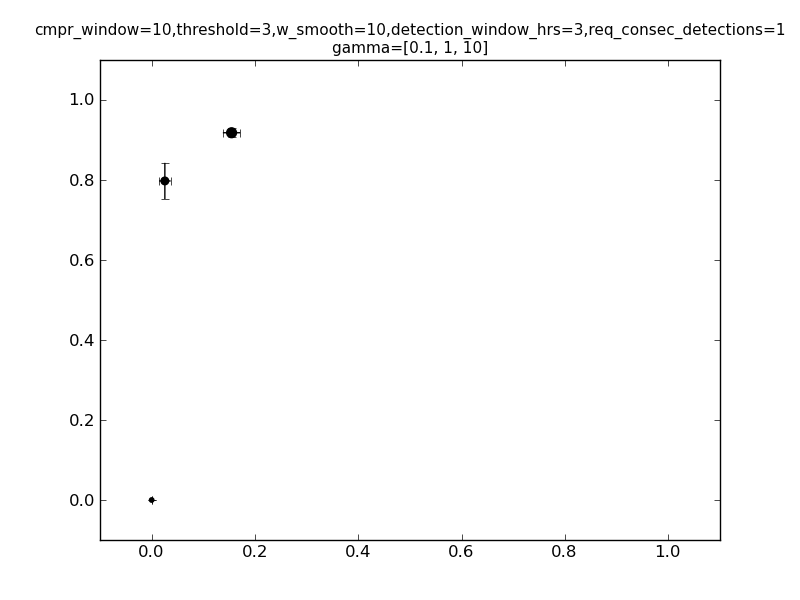 cmpr_window=10,threshold=3,w_smooth=10,detection_window_hrs=3,req_consec_detections=1
gamma=[0.1, 1, 10]
1.0
0.8
0.6
0.4
0.2
0.0
0.0 0.2 0.4 0.6 0.8 1.0